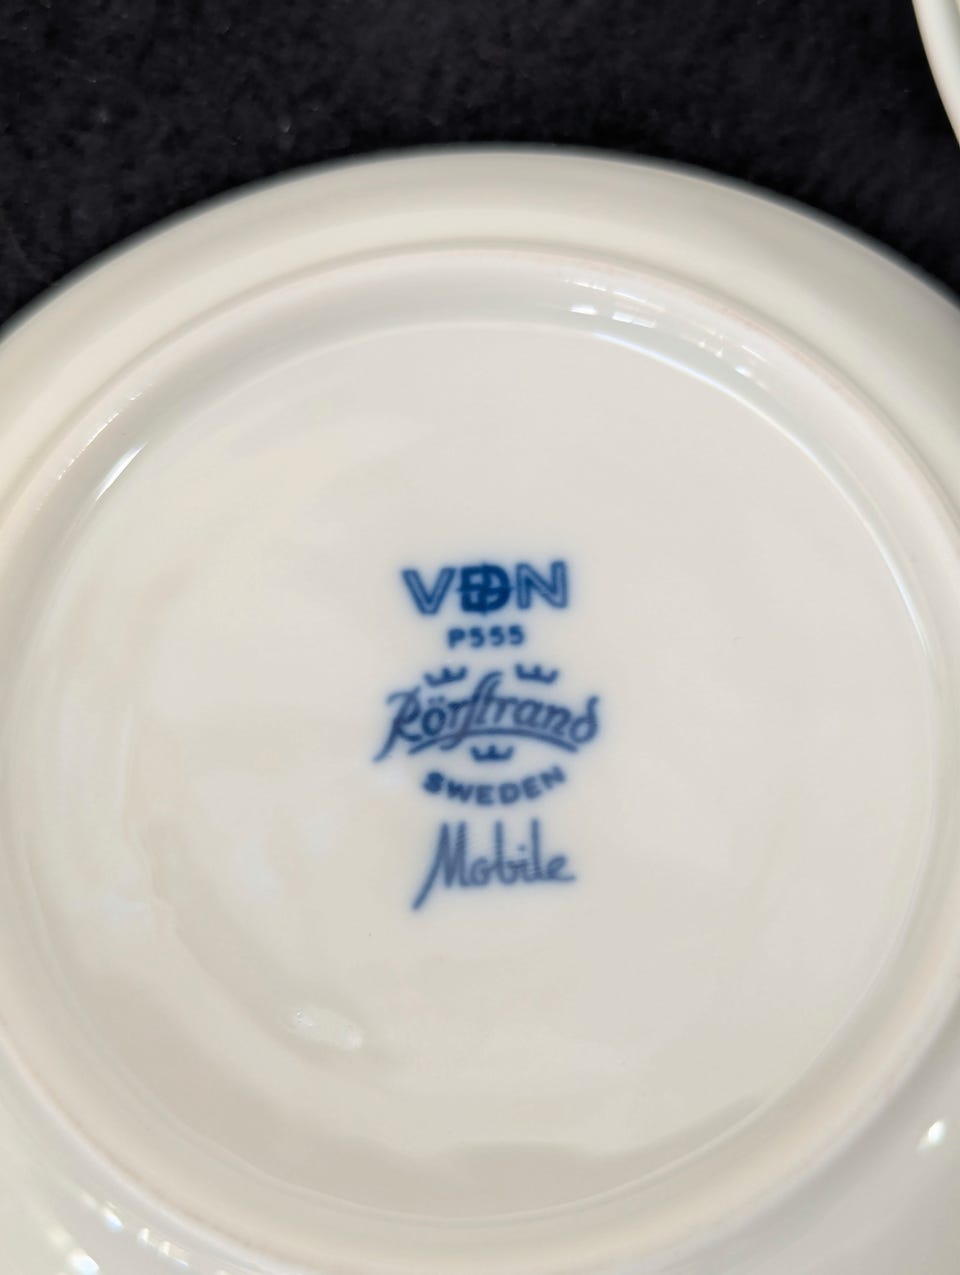 VDN
P555
Rörstrand
SWEDEN
Mobile